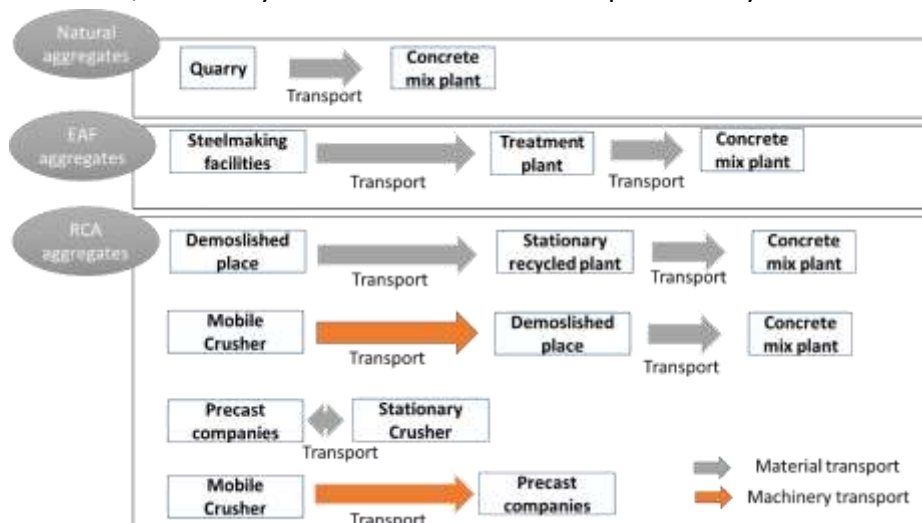 Natural
aggregates
Quarry
Transport
Concrete
mix plant
EAF
aggregates
Steelmaking
facilities
Transport
Treatment
plant
Transport
Concrete
mix plant
RCA
aggregates
Demoslished
place
Transport
Stationary
recycled plant
Transport
Concrete
mix plant
Mobile
Crusher
Transport
Demoslished
place
Transport
Concrete
mix plant
Precast
companies
Transport
Stationary
Crusher
Mobile
Crusher
Transport
Precast
companies
Material transport
Machinery transport